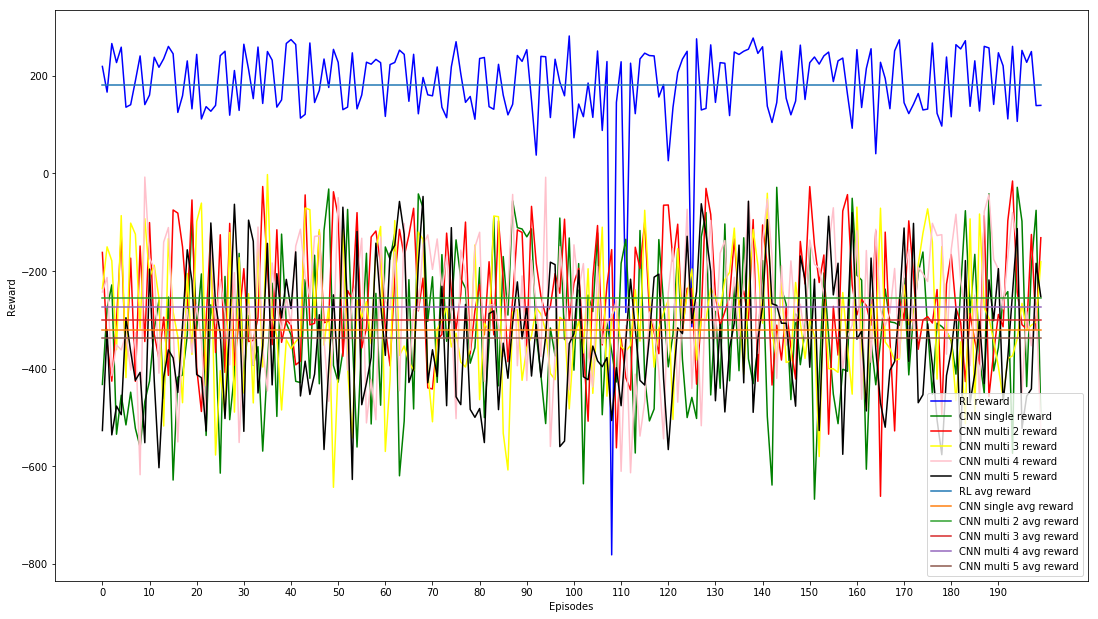 200
0
−200
−400
−600
−800
Reward
0 10 20 30 40 50 60 70 80 90 100 110 120 130 140 150 160 170 180 190
Episodes
RL reward
CNN single reward
CNN multi 2 reward
CNN multi 3 reward
CNN multi 4 reward
CNN multi 5 reward
RL avg reward
CNN single avg reward
CNN multi 2 avg reward
CNN multi 3 avg reward
CNN multi 4 avg reward
CNN multi 5 avg reward